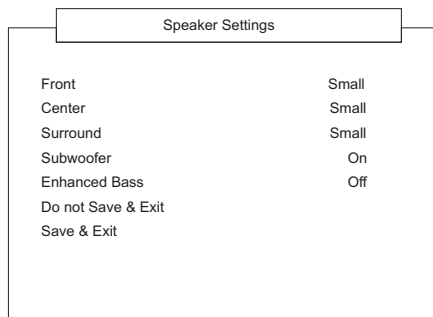 Speaker Settings
Front Small
Center Small
Surround Small
Subwoofer On
Enhanced Bass Off
Do not Save & Exit
Save & Exit